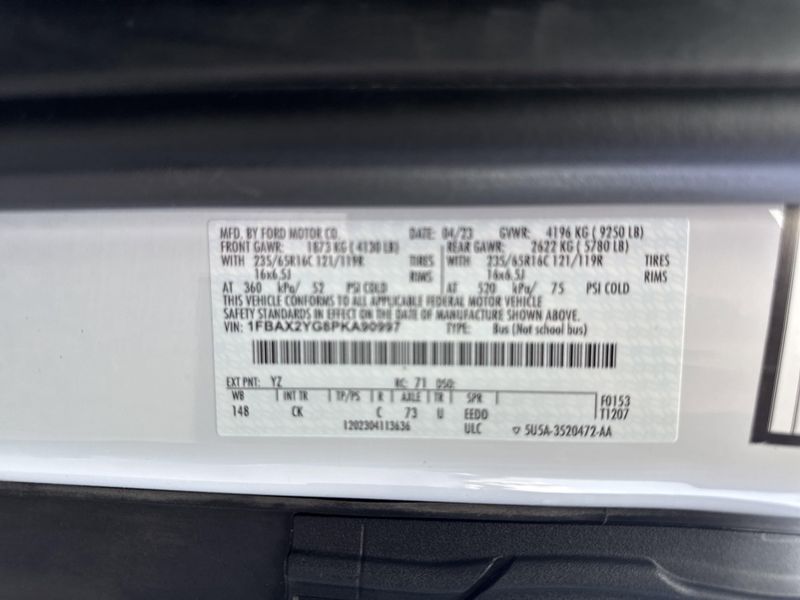 MFD. BY FORD MOTOR CO. DATE: 04/23 GVWR: 4196 KG ( 9250 LB)
FRONT GAWR: 1873 KG ( 4130 LB) REAR GAWR: 2622 KG ( 5780 LB)
WITH 235/65R16C 121/119R TIRES WITH 235/65R16C 121/119R TIRES
16x6.5J RIMS 16x6.5J RIMS
AT 360 kPa/ 52 PSI COLD AT 520 kPa/ 75 PSI COLD
THIS VEHICLE CONFORMS TO ALL APPLICABLE FEDERAL MOTOR VEHICLE
SAFETY STANDARDS IN EFFECT ON THE DATE OF MANUFACTURE SHOWN ABOVE.
VIN: 1FBAX2YG8PKA90997 TYPE: Bus (Not school bus)
EXT PNT: YZ RC: 71 DSO:
WB INT TR TP/PS R AXLE TR SPR F0153
148 CK C 73 U EEDO T1207
1202304113636 ULC ▽ 5U5A-3520472-AA